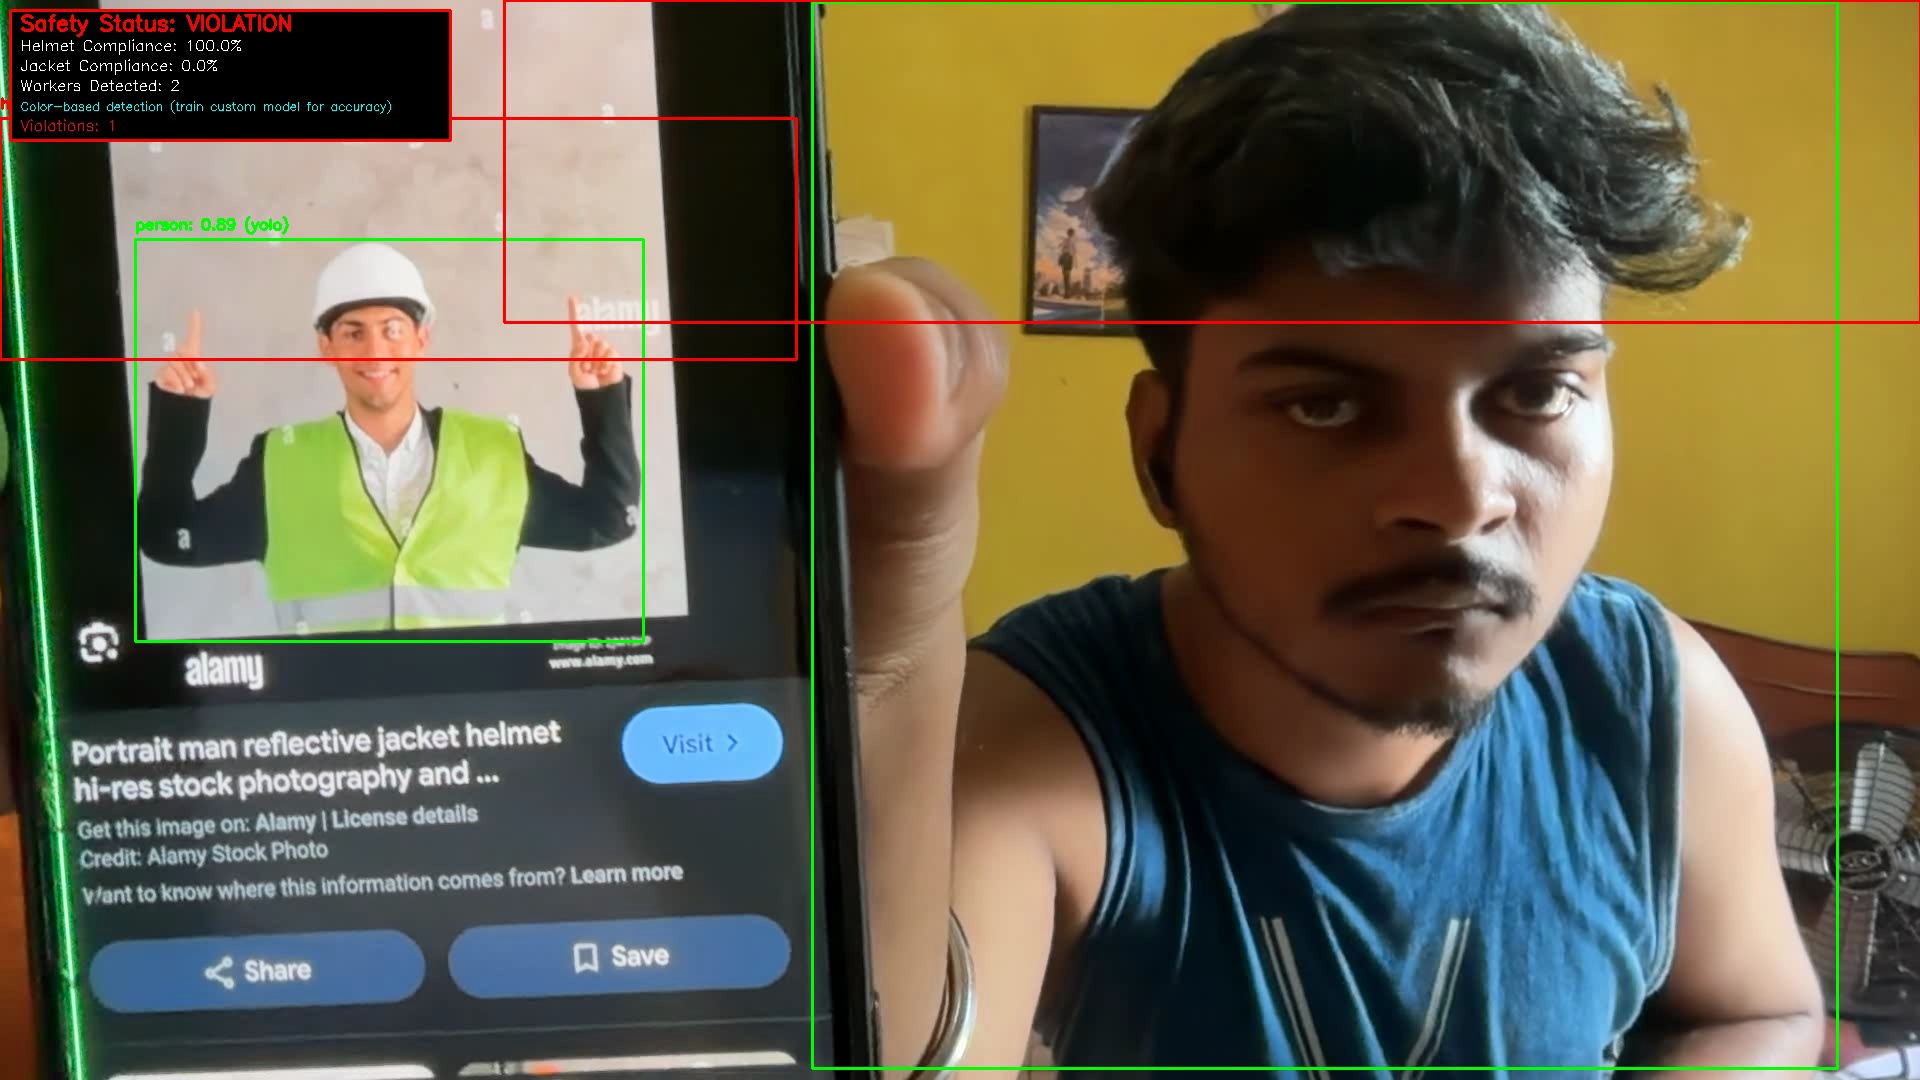 Safety Status: VIOLATION
Helmet Compliance: 100.0%
Jacket Compliance: 0.0%
Workers Detected: 2
Color-based detection (train custom model for accuracy)
Violations: 1
person: 0.89 (yolo)
a
a
a
a
a
alamy
a
a
a
a
a
alamy
www.alamy.com
Portrait man reflective jacket helmet
hi-res stock photography and ...
Visit
Get this image on: Alamy | License details
Credit: Alamy Stock Photo
Want to know where this information comes from? Learn more
Share
Save